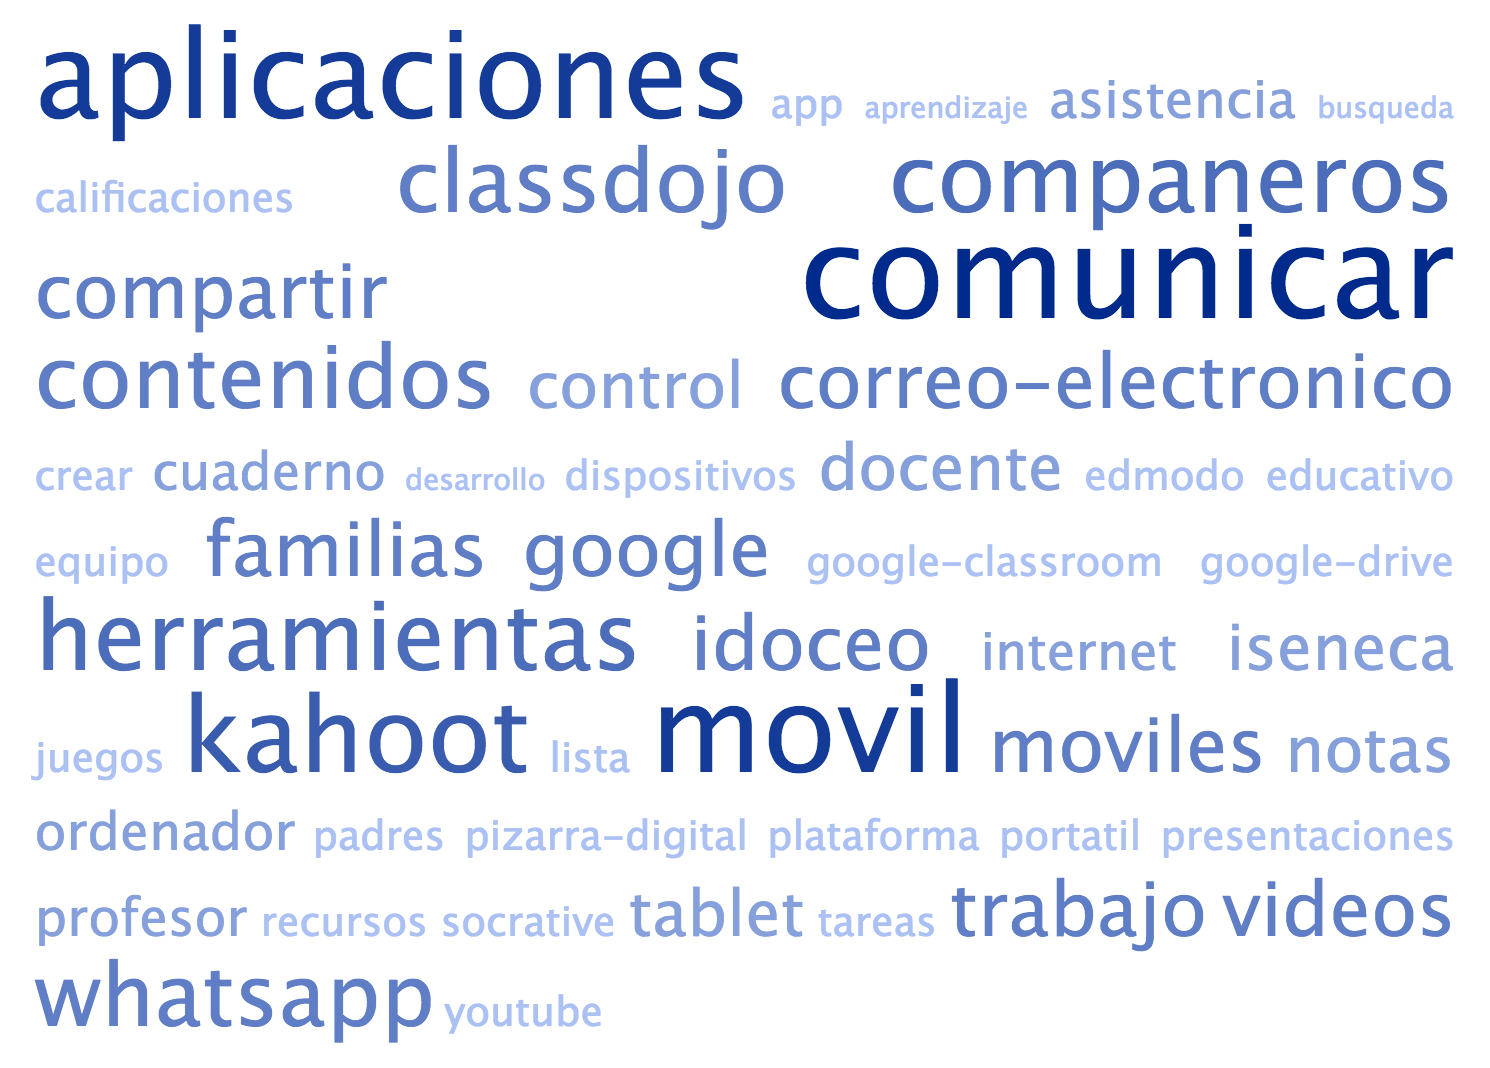 aplicaciones app aprendizaje asistencia busqueda
calificaciones classdojo companeros
compartir comunicar
contenidos control correo-electronico
crear cuaderno desarrollo dispositivos docente edmodo educativo
equipo familias google google-classroom google-drive
herramientas idoceo internet iseneca
juegos kahoot lista movil moviles notas
ordenador padres pizarra-digital plataforma portatil presentaciones
profesor recursos socrative tablet tareas trabajo videos
whatsapp youtube